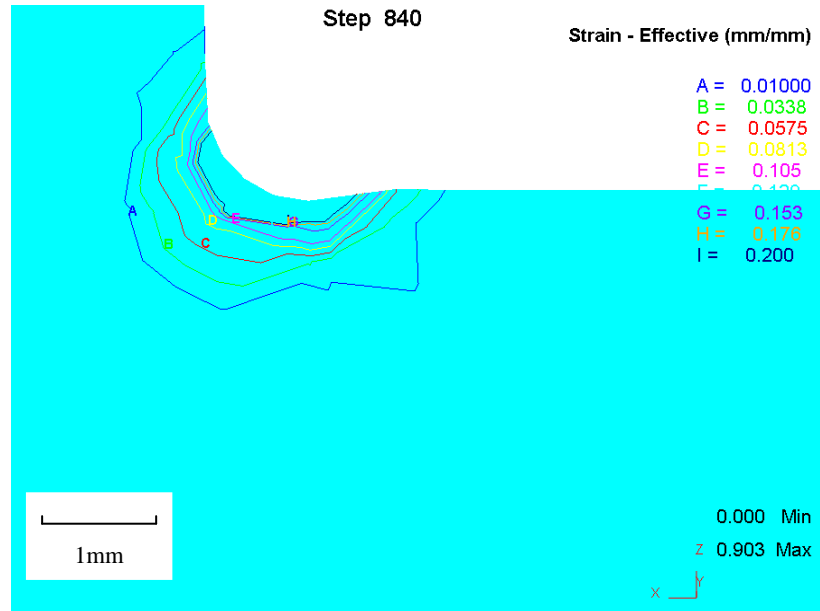 Step 840
Strain - Effective (mm/mm)
A = 0.01000
B = 0.0338
C = 0.0575
D = 0.0813
E = 0.105
G = 0.153
H = 0.176
I = 0.200
A
B
C
D
E
0.000 Min
Z 0.903 Max
X Y
1mm